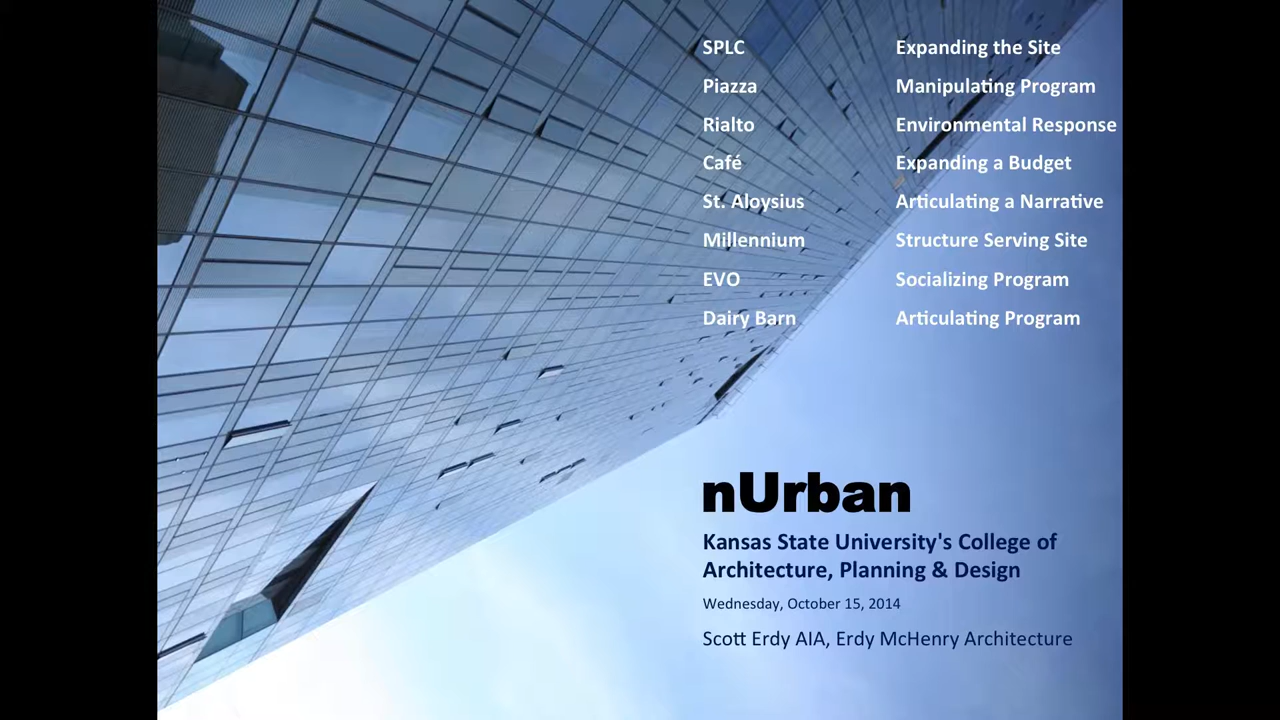 SPLC Expanding the Site
Piazza Manipulating Program
Rialto Environmental Response
Café Expanding a Budget
St. Aloysius Articulating a Narrative
Millennium Structure Serving Site
EVO Socializing Program
Dairy Barn Articulating Program
nUrban
Kansas State University's College of
Architecture, Planning & Design
Wednesday, October 15, 2014
Scott Erdy AIA, Erdy McHenry Architecture